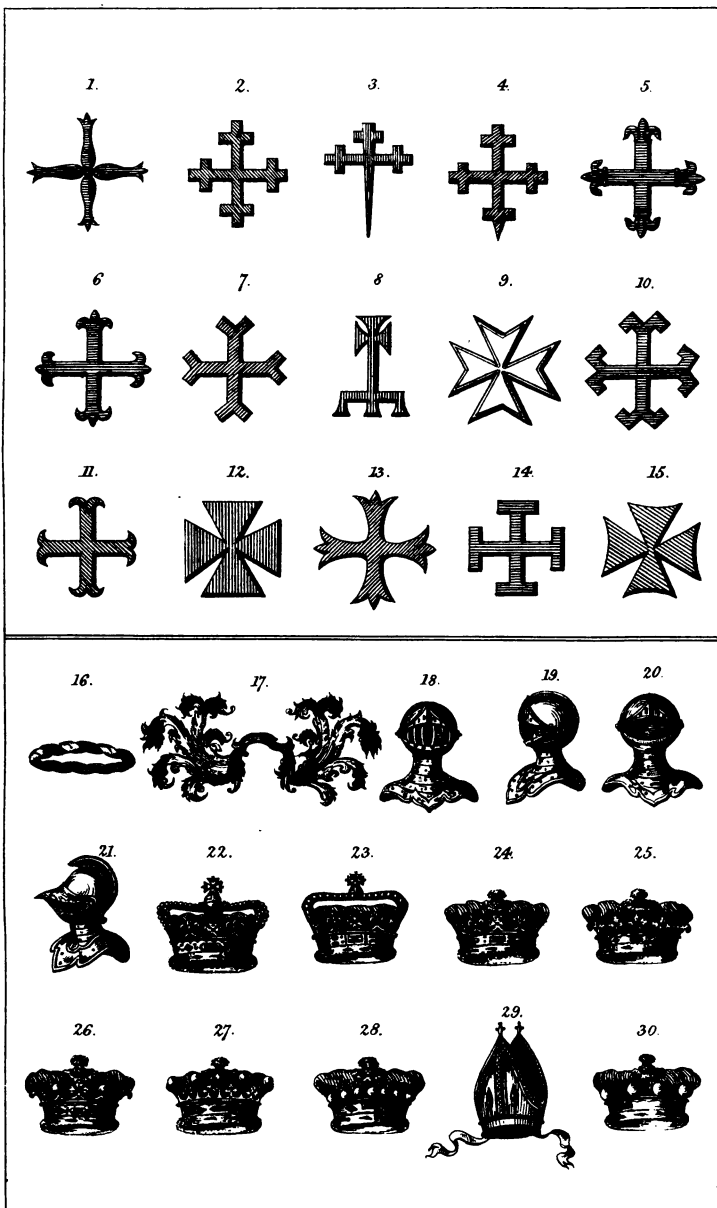 1. 2. 3. 4. 5.
6 7. 8 9. 10.
11. 12. 13. 14. 15.
16. 17. 18. 19. 20.
21. 22. 23. 24. 25.
26. 27. 28. 29. 30.